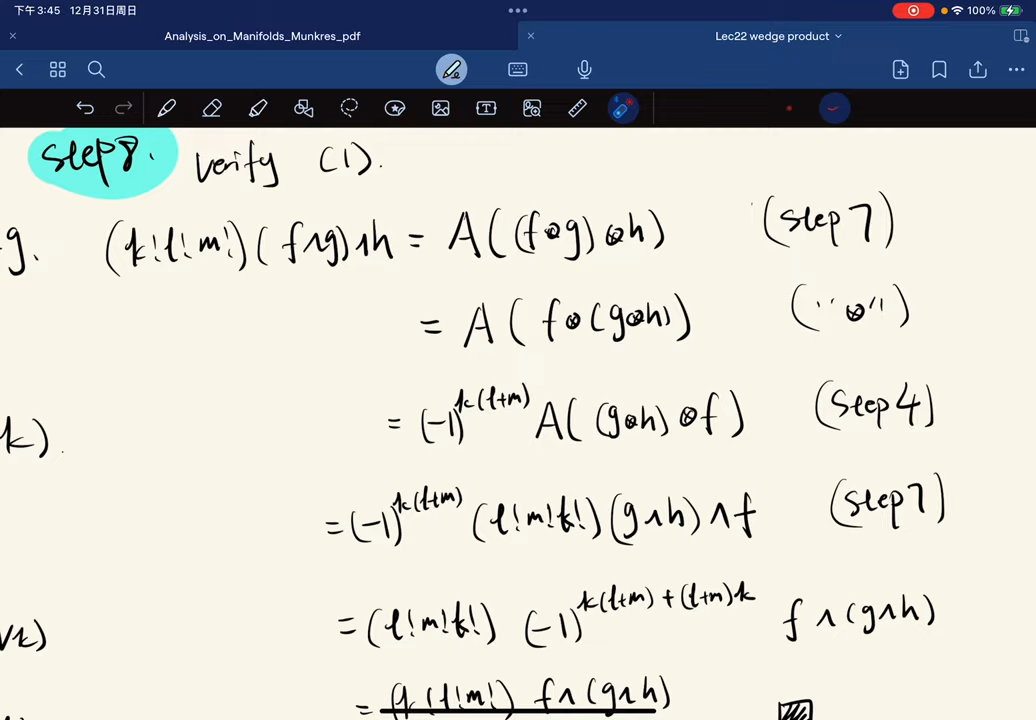 下午3:45 12月31日周日
100%
Analysis_on_Manifolds_Munkres_pdf
Lec22 wedge product
Step 8. verify (1).
g. (k!l!m!)(f∧g)∧h = A((f⊗g)⊗h) (Step 7)
= A(f⊗(g⊗h)) ("⊗")
= (-1)^{k(l+m)} A((g⊗h)⊗f) (Step 4)
k).
= (-1)^{k(l+m)} (l!m!k!)(g∧h)∧f (Step 7)
= (l!m!k!) (-1)^{k(l+m)+(l+m)k} f∧(g∧h)
k)
= (k!l!m!) f∧(g∧h)